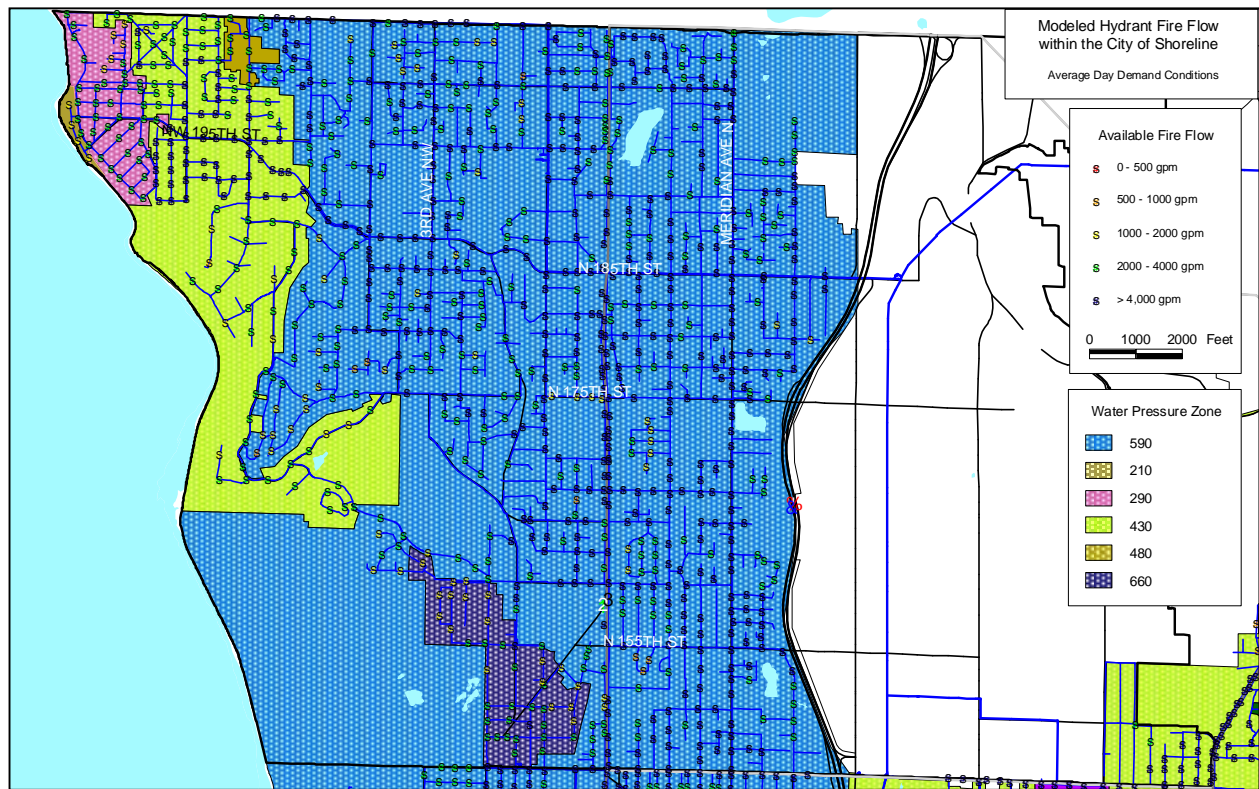 Modeled Hydrant Fire Flow
within the City of Shoreline
Average Day Demand Conditions
Available Fire Flow
0 - 500 gpm
500 - 1000 gpm
1000 - 2000 gpm
2000 - 4000 gpm
> 4,000 gpm
0 1000 2000 Feet
Water Pressure Zone
590
210
290
430
480
660
NW 195TH ST
3RD AVE NW
MERIDIAN AVE N
N 185TH ST
N 175TH ST
N 155TH ST
2